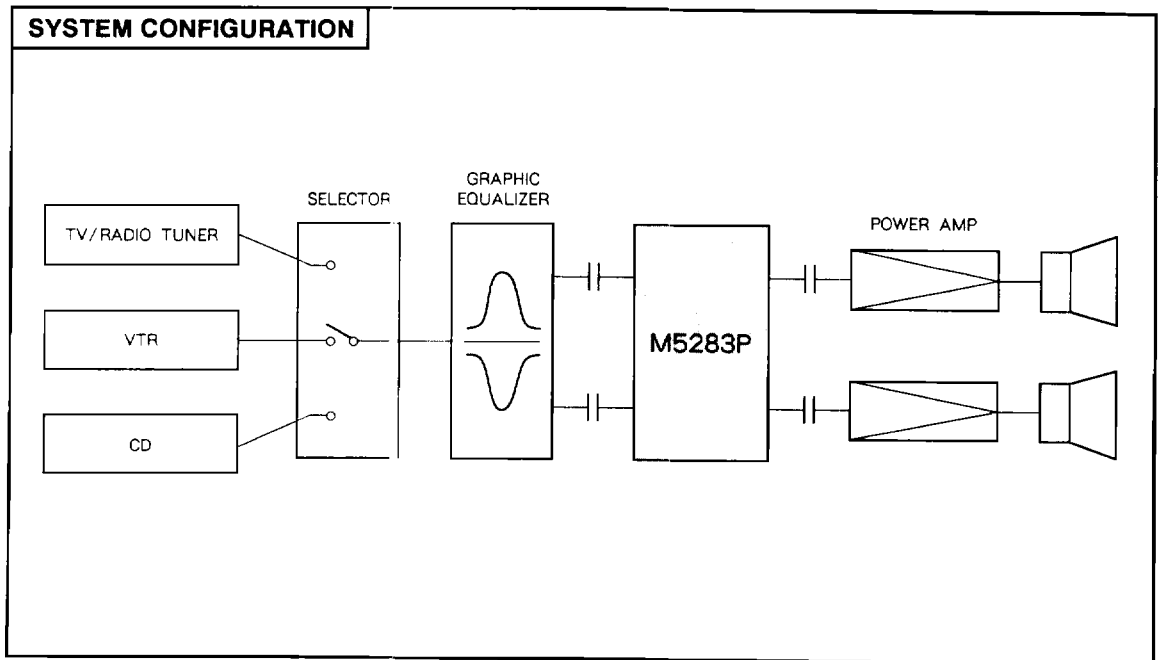 SYSTEM CONFIGURATION
SELECTOR
GRAPHIC
EQUALIZER
POWER AMP
TV/RADIO TUNER
VTR
CD
M5283P